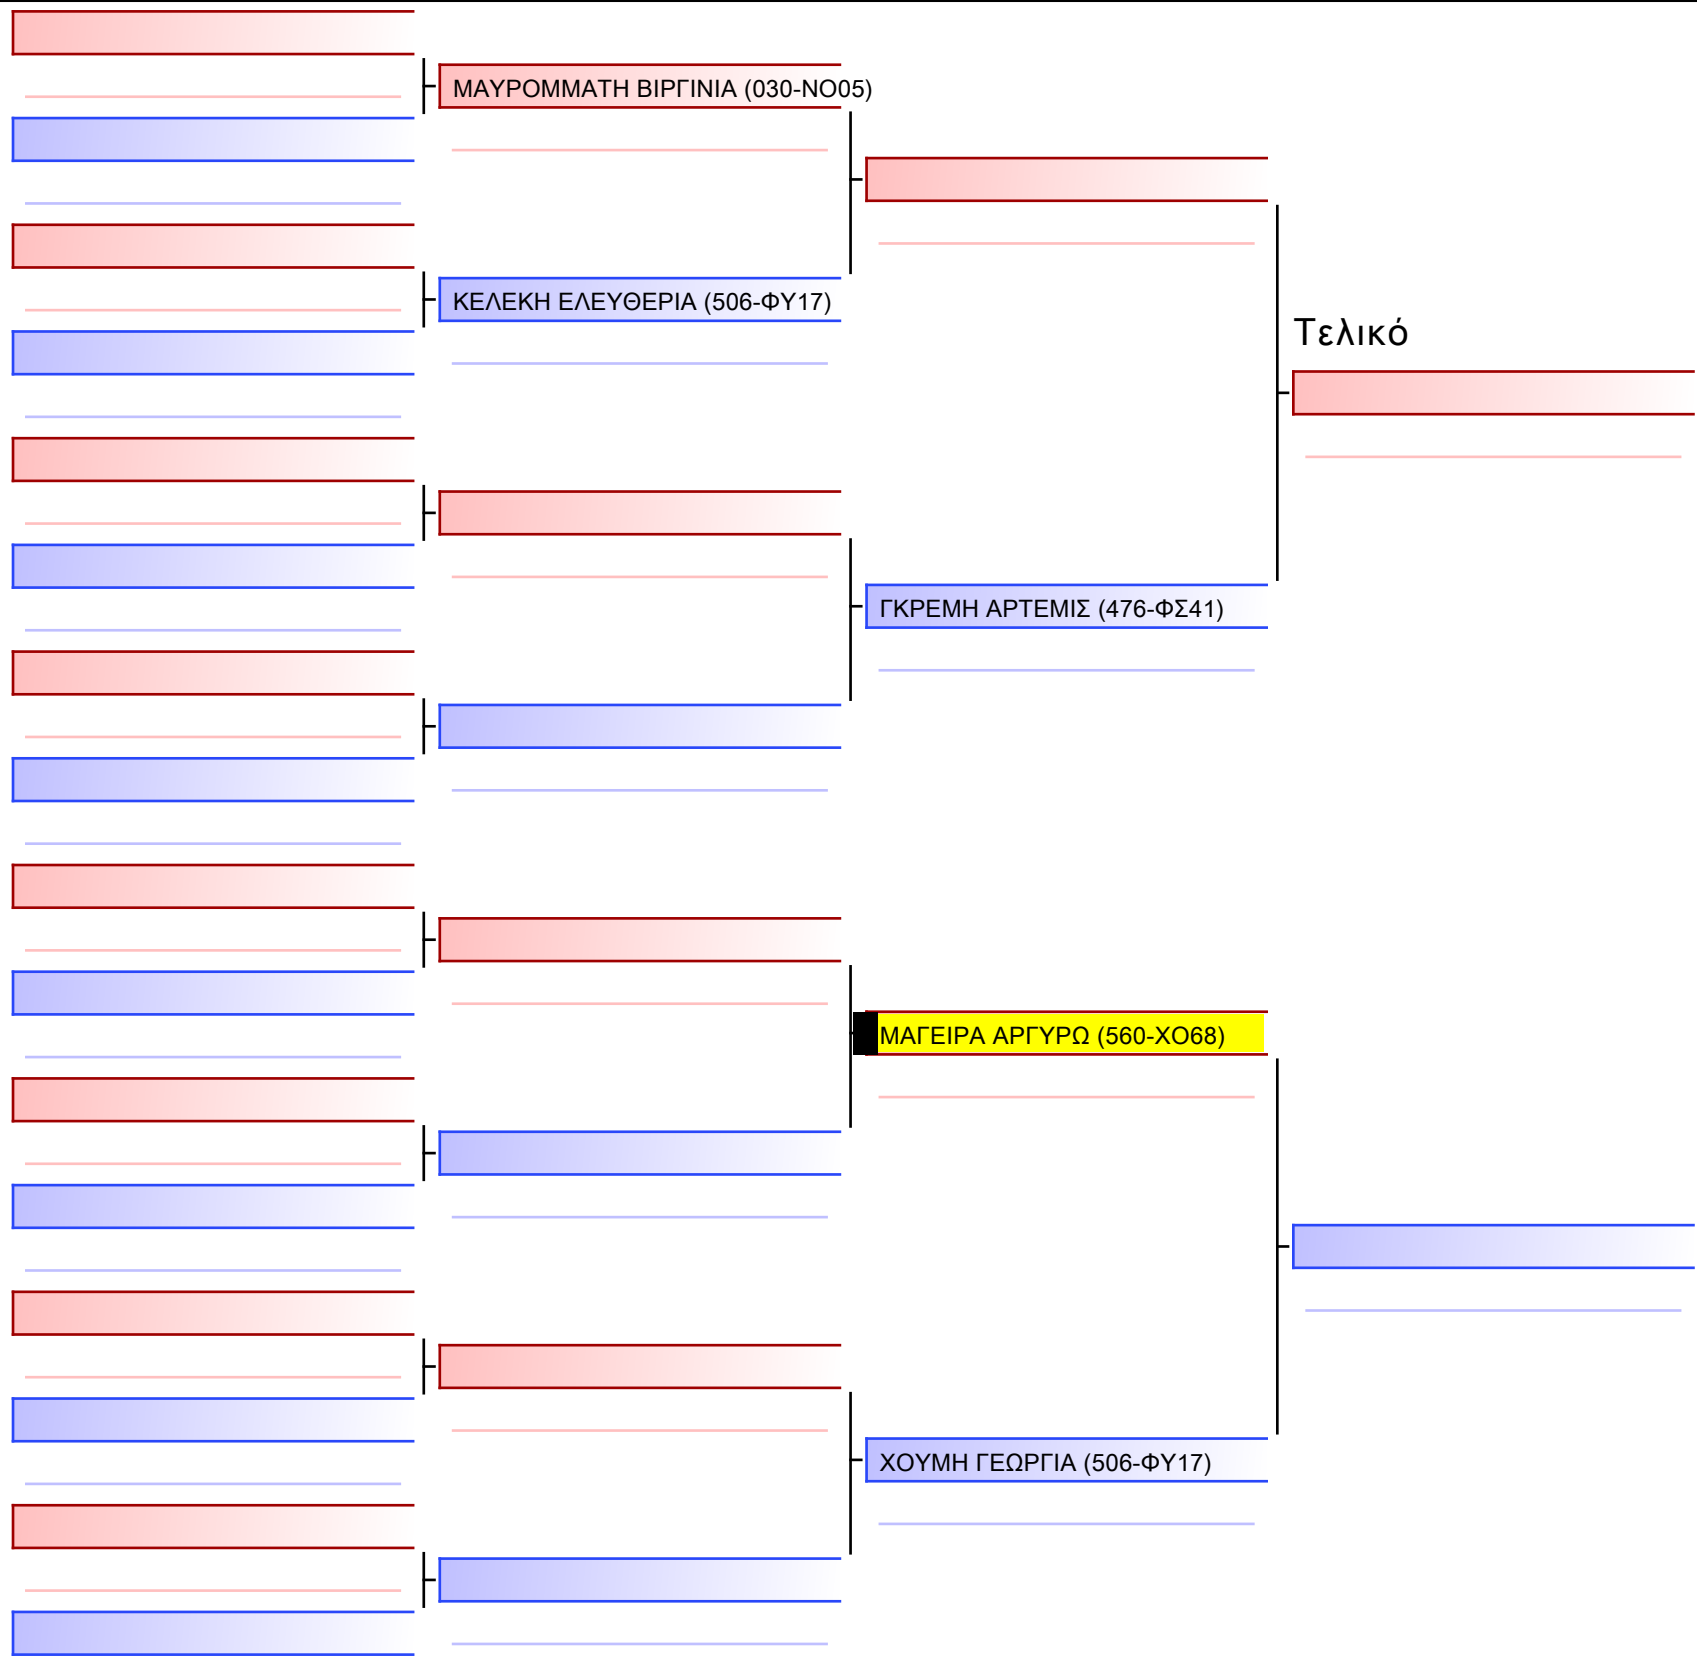 ΜΑΥΡΟΜΜΑΤΗ ΒΙΡΓΙΝΙΑ (030-ΝΟ05)
ΚΕΛΕΚΗ ΕΛΕΥΘΕΡΙΑ (506-ΦΥ17)
Τελικό
ΓΚΡΕΜΗ ΑΡΤΕΜΙΣ (476-ΦΣ41)
ΜΑΓΕΙΡΑ ΑΡΓΥΡΩ (560-ΧΟ68)
ΧΟΥΜΗ ΓΕΩΡΓΙΑ (506-ΦΥ17)